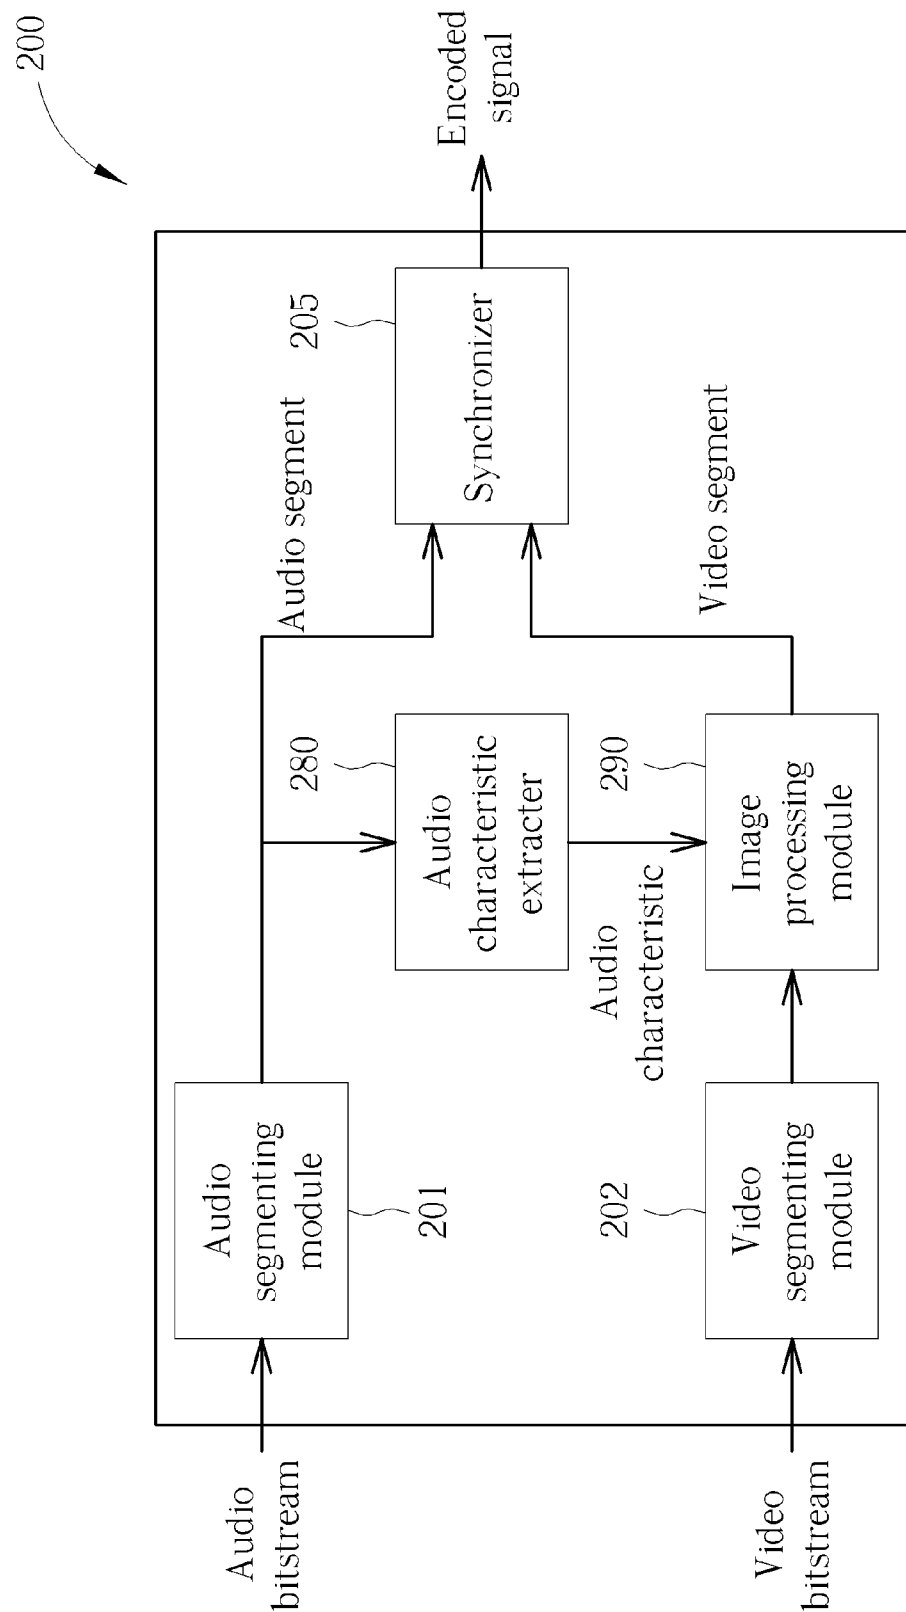 200
Audio
bitstream
Audio
segmenting
module
201
Audio segment
280
Audio
characteristic
extracter
Audio
characteristic
205
Synchronizer
Encoded
signal
Video
bitstream
202
Video
segmenting
module
290
Image
processing
module
Video segment